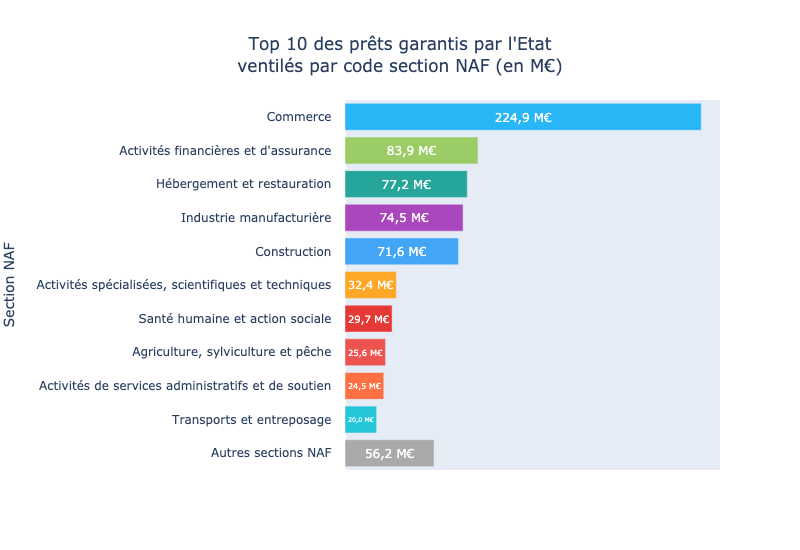 Top 10 des prêts garantis par l'Etat
ventilés par code section NAF (en M€)
Section NAF
Commerce 224,9 M€
Activités financières et d'assurance 83,9 M€
Hébergement et restauration 77,2 M€
Industrie manufacturière 74,5 M€
Construction 71,6 M€
Activités spécialisées, scientifiques et techniques 32,4 M€
Santé humaine et action sociale 29,7 M€
Agriculture, sylviculture et pêche 25,6 M€
Activités de services administratifs et de soutien 24,5 M€
Transports et entreposage 20,0 M€
Autres sections NAF 56,2 M€